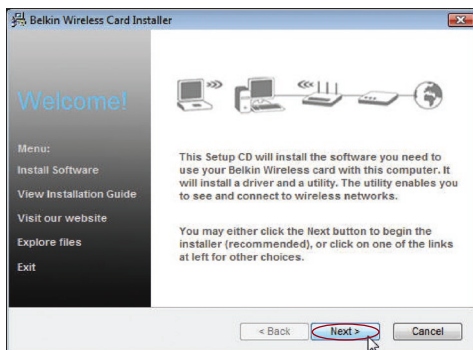 Belkin Wireless Card Installer
Welcome!
Menu:
Install Software
View Installation Guide
Visit our website
Explore files
Exit
This Setup CD will install the software you need to
use your Belkin Wireless card with this computer. It
will install a driver and a utility. The utility enables you
to see and connect to wireless networks.
You may either click the Next button to begin the
installer (recommended), or click on one of the links
at left for other choices.
< Back
Next >
Cancel